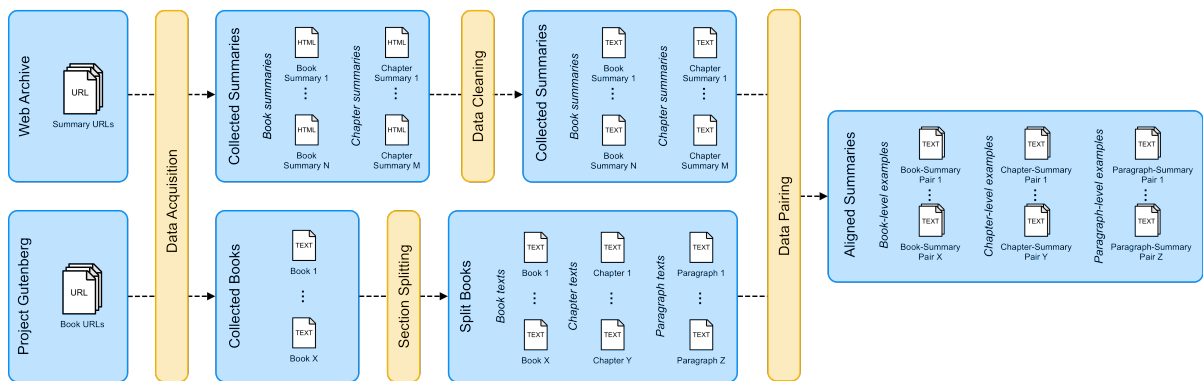 Web Archive
URL
Summary URLs
Project Gutenberg
URL
Book URLs
Data Acquisition
Collected Summaries
Book summaries
HTML
Book
Summary 1
HTML
Book
Summary N
Chapter summaries
HTML
Chapter
Summary 1
HTML
Chapter
Summary M
Data Cleaning
Collected Summaries
Book summaries
TEXT
Book
Summary 1
TEXT
Book
Summary N
Chapter summaries
TEXT
Chapter
Summary 1
TEXT
Chapter
Summary M
Collected Books
TEXT
Book 1
TEXT
Book X
Section Splitting
Split Books
Book texts
TEXT
Book 1
TEXT
Book X
Chapter texts
TEXT
Chapter 1
TEXT
Chapter Y
Paragraph texts
TEXT
Paragraph 1
TEXT
Paragraph Z
Data Pairing
Aligned Summaries
Book-level examples
TEXT
Book-Summary
Pair 1
TEXT
Book-Summary
Pair X
Chapter-level examples
TEXT
Chapter-Summary
Pair 1
TEXT
Chapter-Summary
Pair Y
Paragraph-level examples
TEXT
Paragraph-Summary
Pair 1
TEXT
Paragraph-Summary
Pair Z